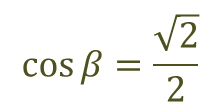 cos β = √2/2